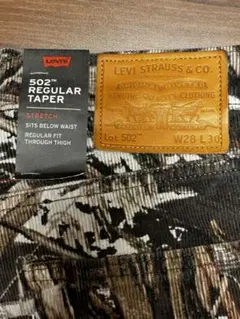 Levi's
502™
REGULAR
TAPER
STRETCH
SITS BELOW WAIST
REGULAR FIT
THROUGH THIGH
LEVI STRAUSS & CO.
CLOTHING
Lot 502™ W28 L30